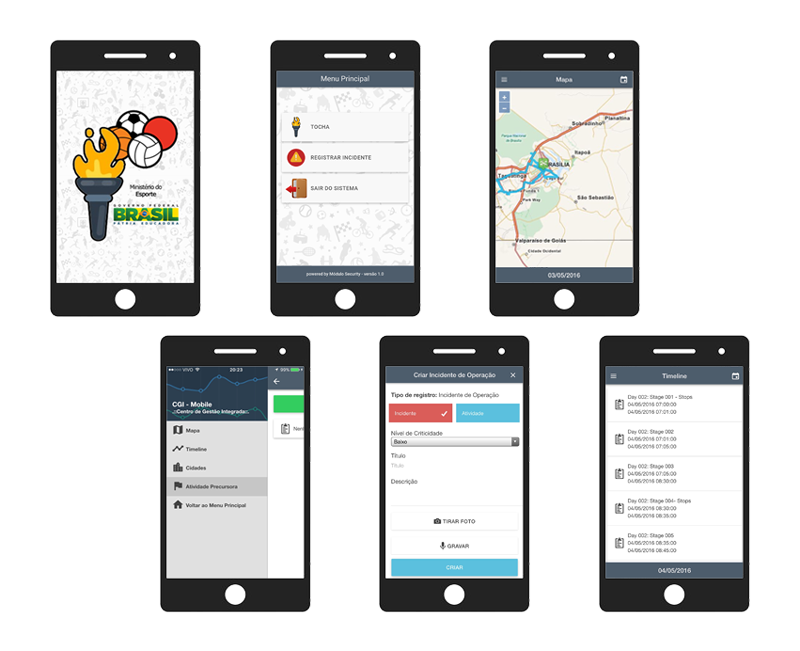 Ministério do
Esporte
GOVERNO FEDERAL
BRASIL
PÁTRIA EDUCADORA
Menu Principal
TOCHA
REGISTRAR INCIDENTE
SAIR DO SISTEMA
powered by Módulo Security - versão 1.0
Mapa
+
-
Planaltina
Sobradinho
Parque Nacional
de Brasília
Itapoã
BRASÍLIA
Taguatinga
Park Way
São Sebastião
Valparaíso de Goiás
Cidade Ocidental
03/05/2016
VIVO
20:23
99%
CGI - Mobile
::Centro de Gestão Integrada::.
Mapa
Timeline
Cidades
Atividade Precursora
Voltar ao Menu Principal
Criar Incidente de Operação
Tipo de registro: Incidente de Operação
Incidente
Atividade
Nível de Criticidade
Baixo
Título
Título
Descrição
TIRAR FOTO
GRAVAR
CRIAR
Timeline
Day 002: Stage 001 - Stops
04/05/2016 07:00:00
04/05/2016 07:01:00
Day 002: Stage 002
04/05/2016 07:01:00
04/05/2016 07:05:00
Day 002: Stage 003
04/05/2016 07:05:00
04/05/2016 08:30:00
Day 002: Stage 004- Stops
04/05/2016 08:30:00
04/05/2016 08:35:00
Day 002: Stage 005
04/05/2016 08:35:00
04/05/2016 08:45:00
04/05/2016